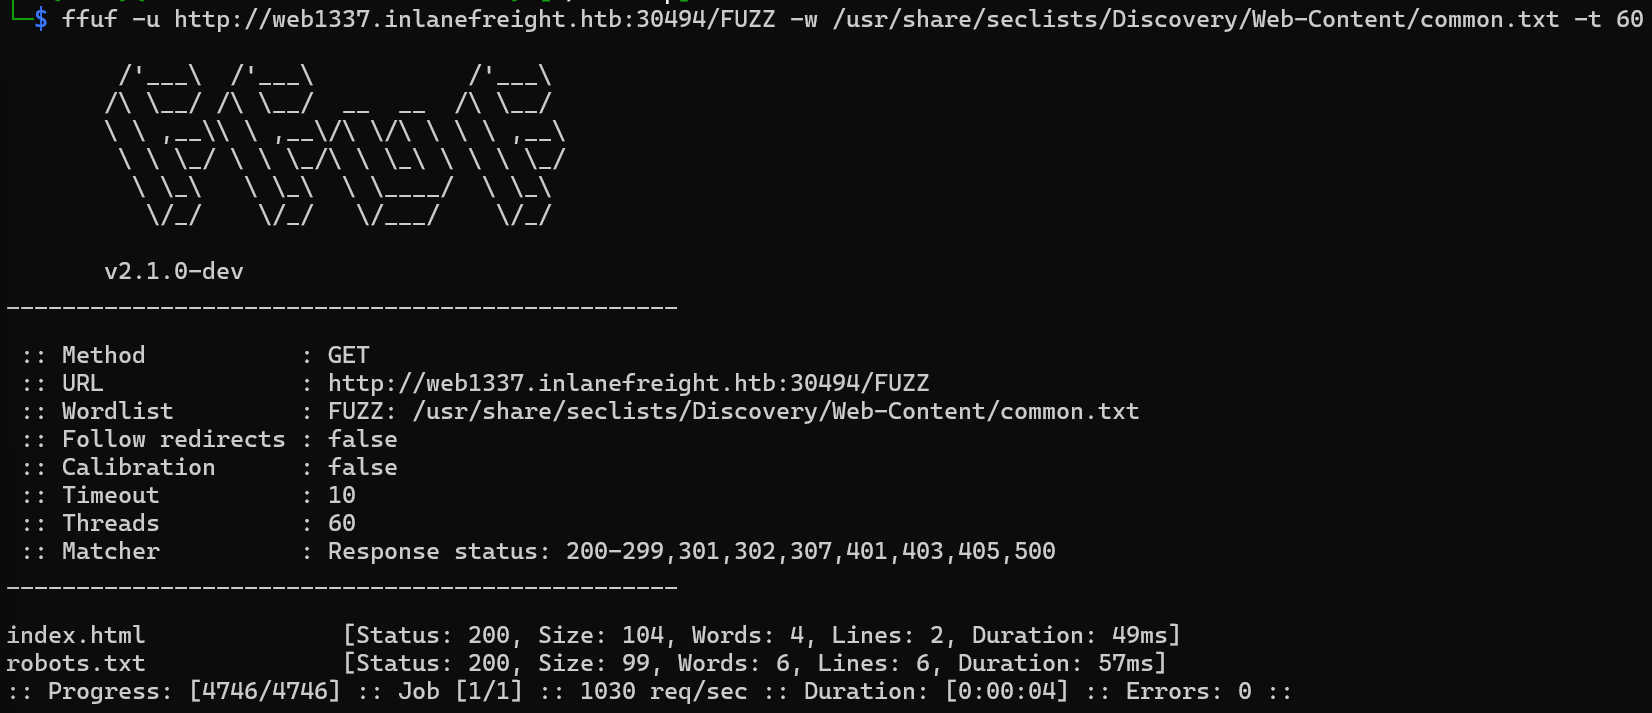 $ ffuf -u http://web1337.inlanefreight.htb:30494/FUZZ -w /usr/share/seclists/Discovery/Web-Content/common.txt -t 60
        /'___\  /'___\           /'___\
       /\ \__/ /\ \__/  __  __  /\ \__/
       \ \ ,__\\ \ ,__\/\ \/\ \ \ \ ,__\
        \ \ \_/ \ \ \_/\ \ \_\ \ \ \ \_/
         \ \_\   \ \_\  \ \____/  \ \_\
          \/_/    \/_/   \/___/    \/_/
       v2.1.0-dev
________________________________________________
 :: Method           : GET
 :: URL              : http://web1337.inlanefreight.htb:30494/FUZZ
 :: Wordlist         : FUZZ: /usr/share/seclists/Discovery/Web-Content/common.txt
 :: Follow redirects : false
 :: Calibration      : false
 :: Timeout          : 10
 :: Threads          : 60
 :: Matcher          : Response status: 200-299,301,302,307,401,403,405,500
________________________________________________
index.html              [Status: 200, Size: 104, Words: 4, Lines: 2, Duration: 49ms]
robots.txt              [Status: 200, Size: 99, Words: 6, Lines: 6, Duration: 57ms]
:: Progress: [4746/4746] :: Job [1/1] :: 1030 req/sec :: Duration: [0:00:04] :: Errors: 0 ::